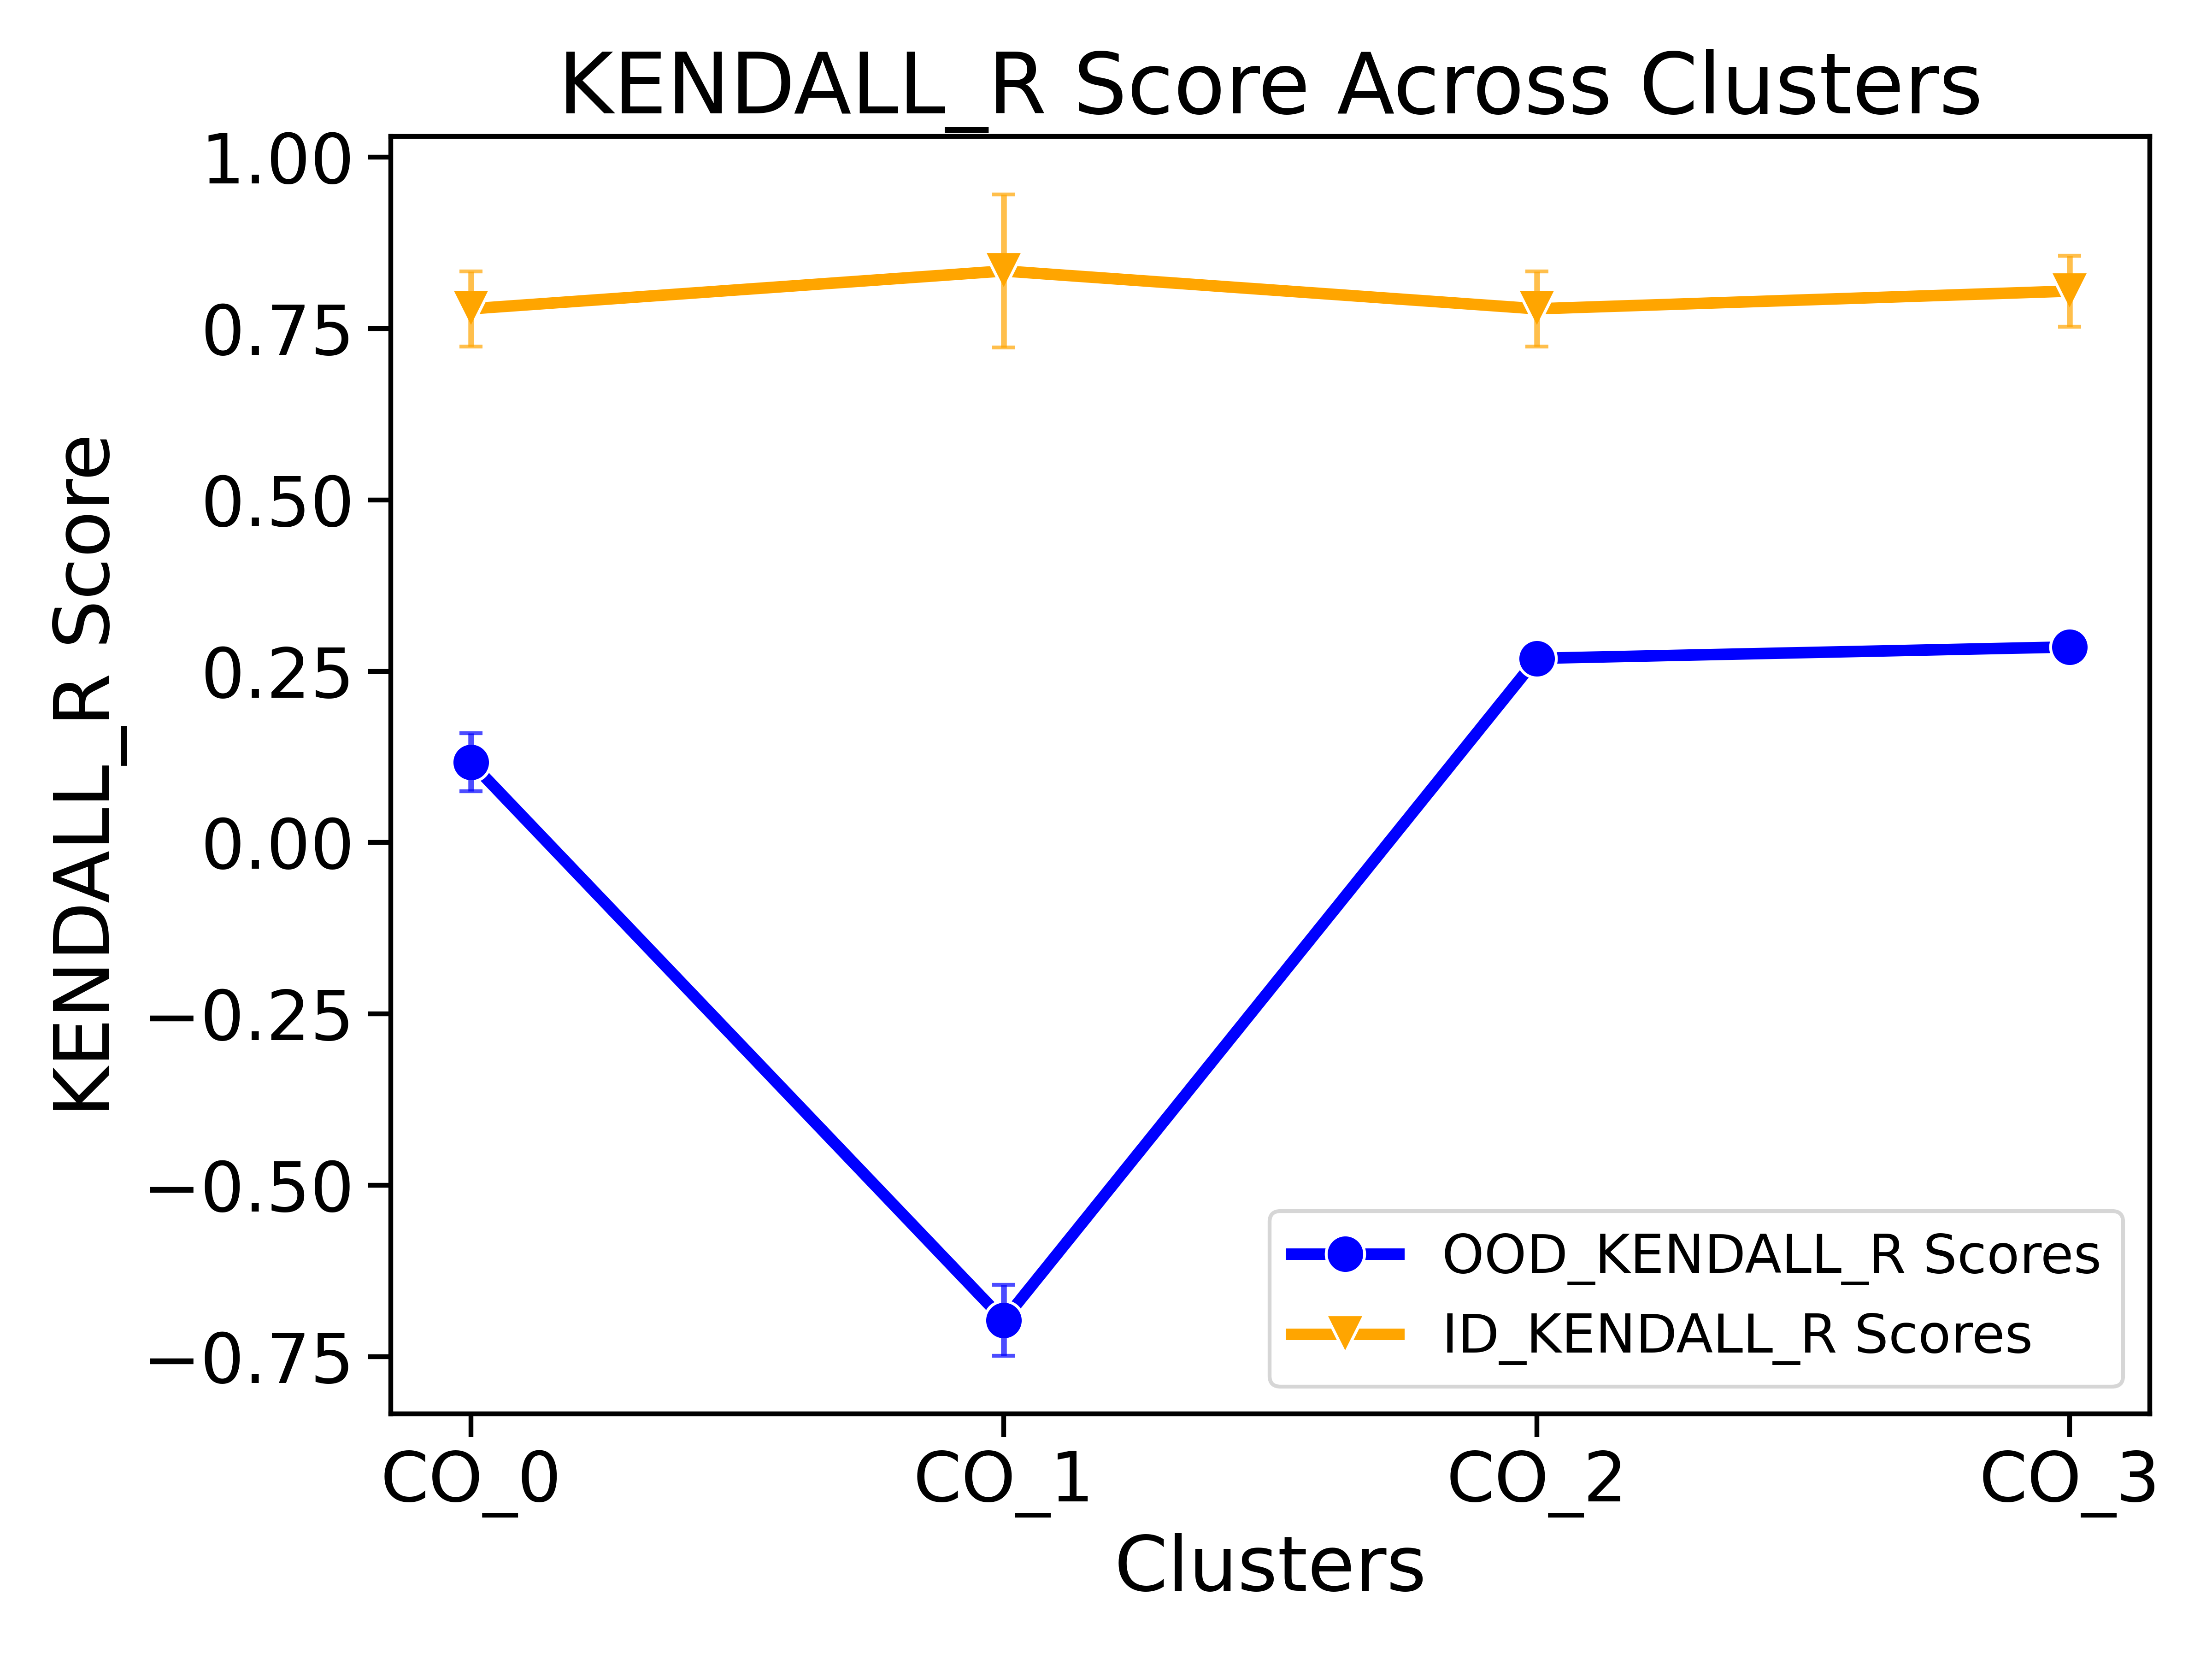 KENDALL_R Score Across Clusters
KENDALL_R Score
1.00
0.75
0.50
0.25
0.00
−0.25
−0.50
−0.75
OOD_KENDALL_R Scores
ID_KENDALL_R Scores
CO_0 CO_1 CO_2 CO_3
Clusters